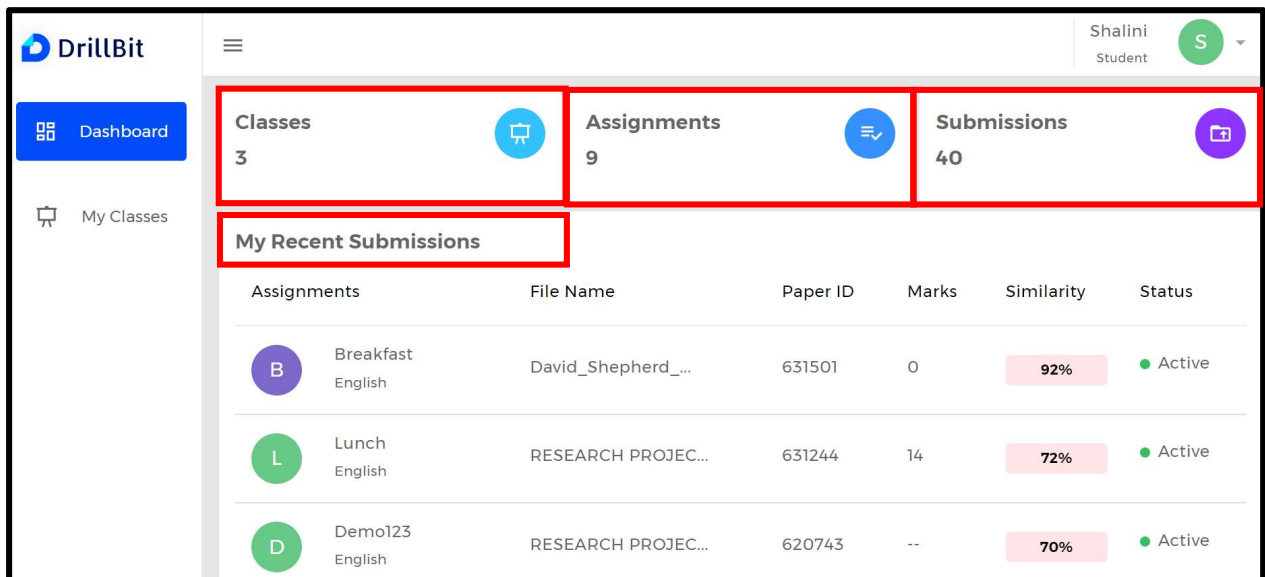 DrillBit
Shalini
S
Student
Dashboard
My Classes
Classes
3
Assignments
9
Submissions
40
My Recent Submissions
Assignments File Name Paper ID Marks Similarity Status
B Breakfast David_Shepherd_... 631501 0 92% Active
English
L Lunch RESEARCH PROJEC... 631244 14 72% Active
English
D Demo123 RESEARCH PROJEC... 620743 -- 70% Active
English